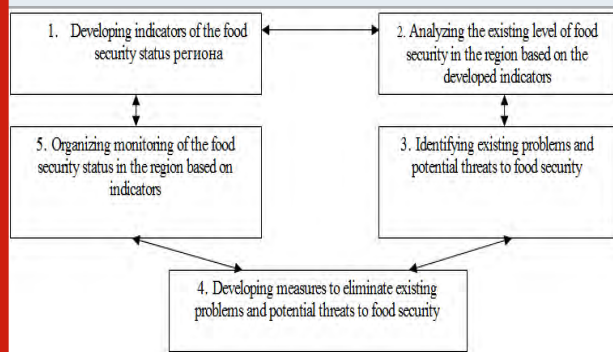 1. Developing indicators of the food
security status региона
2. Analyzing the existing level of food
security in the region based on the
developed indicators
5. Organizing monitoring of the food
security status in the region based on
indicators
3. Identifying existing problems and
potential threats to food security
4. Developing measures to eliminate existing
problems and potential threats to food security